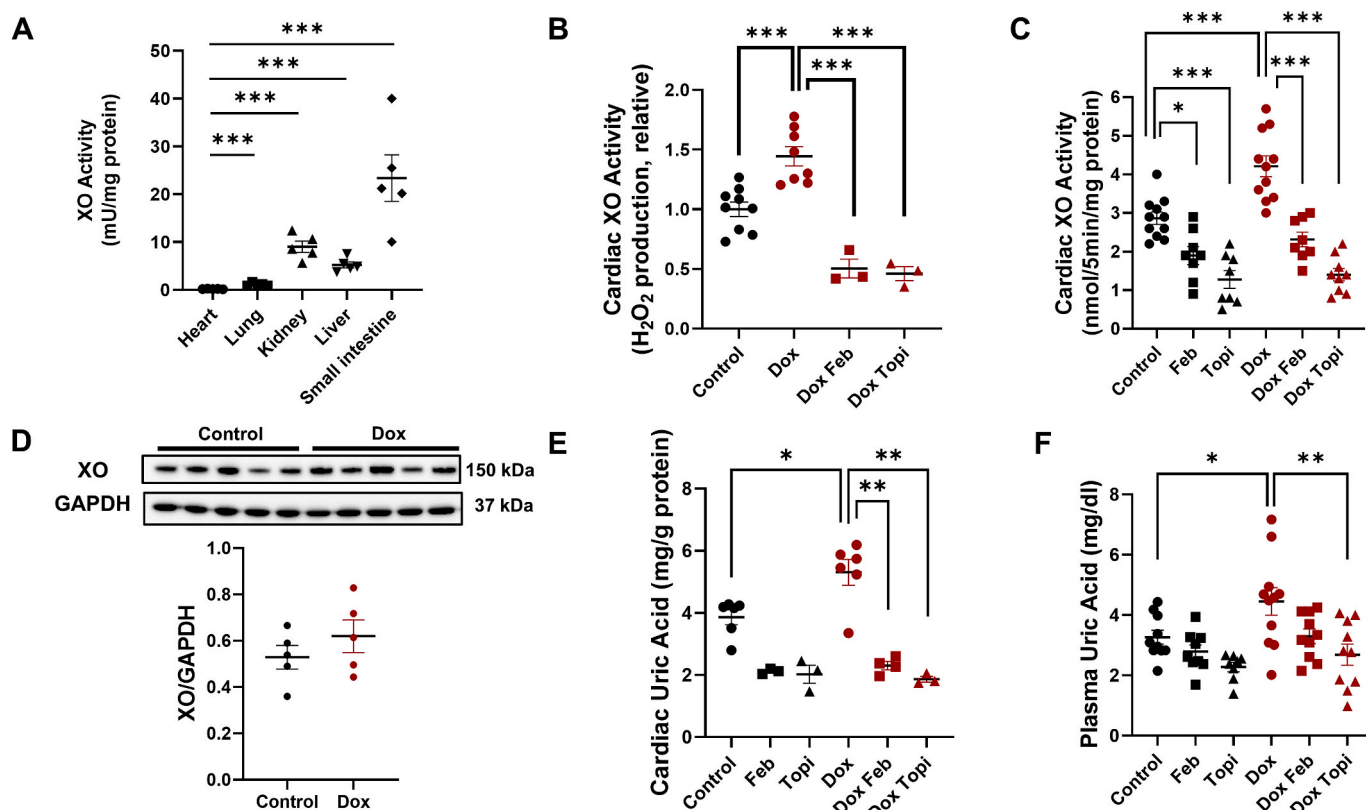 A
XO Activity
(mU/mg protein)
50
40
30
20
10
0
***
***
***
***
Heart
Lung
Kidney
Liver
Small intestine
B
Cardiac XO Activity
(H₂O₂ production, relative)
2.0
1.5
1.0
0.5
0.0
***
***
***
Control
Dox
Dox Feb
Dox Topi
C
Cardiac XO Activity
(nmol/5min/mg protein)
6
5
4
3
2
1
0
***
***
***
***
*
Control
Feb
Topi
Dox
Dox Feb
Dox Topi
D
Control
Dox
XO
150 kDa
GAPDH
37 kDa
XO/GAPDH
1.0
0.8
0.6
0.4
0.2
0.0
Control
Dox
E
Cardiac Uric Acid (mg/g protein)
8
6
4
2
0
*
**
**
Control
Feb
Topi
Dox
Dox Feb
Dox Topi
F
Plasma Uric Acid (mg/dl)
8
6
4
2
0
*
**
Control
Feb
Topi
Dox
Dox Feb
Dox Topi